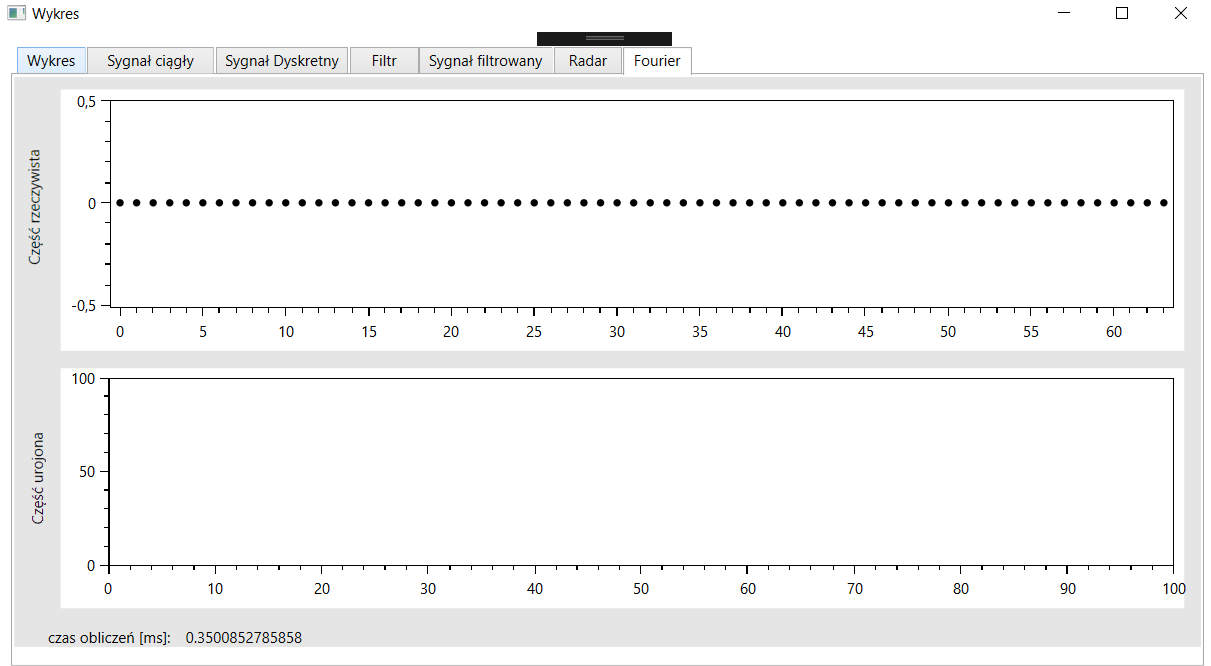 Wykres
Wykres Sygnał ciągły Sygnał Dyskretny Filtr Sygnał filtrowany Radar Fourier
Część rzeczywista
0,5
0
-0,5
0 5 10 15 20 25 30 35 40 45 50 55 60
Część urojona
100
50
0
0 10 20 30 40 50 60 70 80 90 100
czas obliczeń [ms]: 0.3500852785858